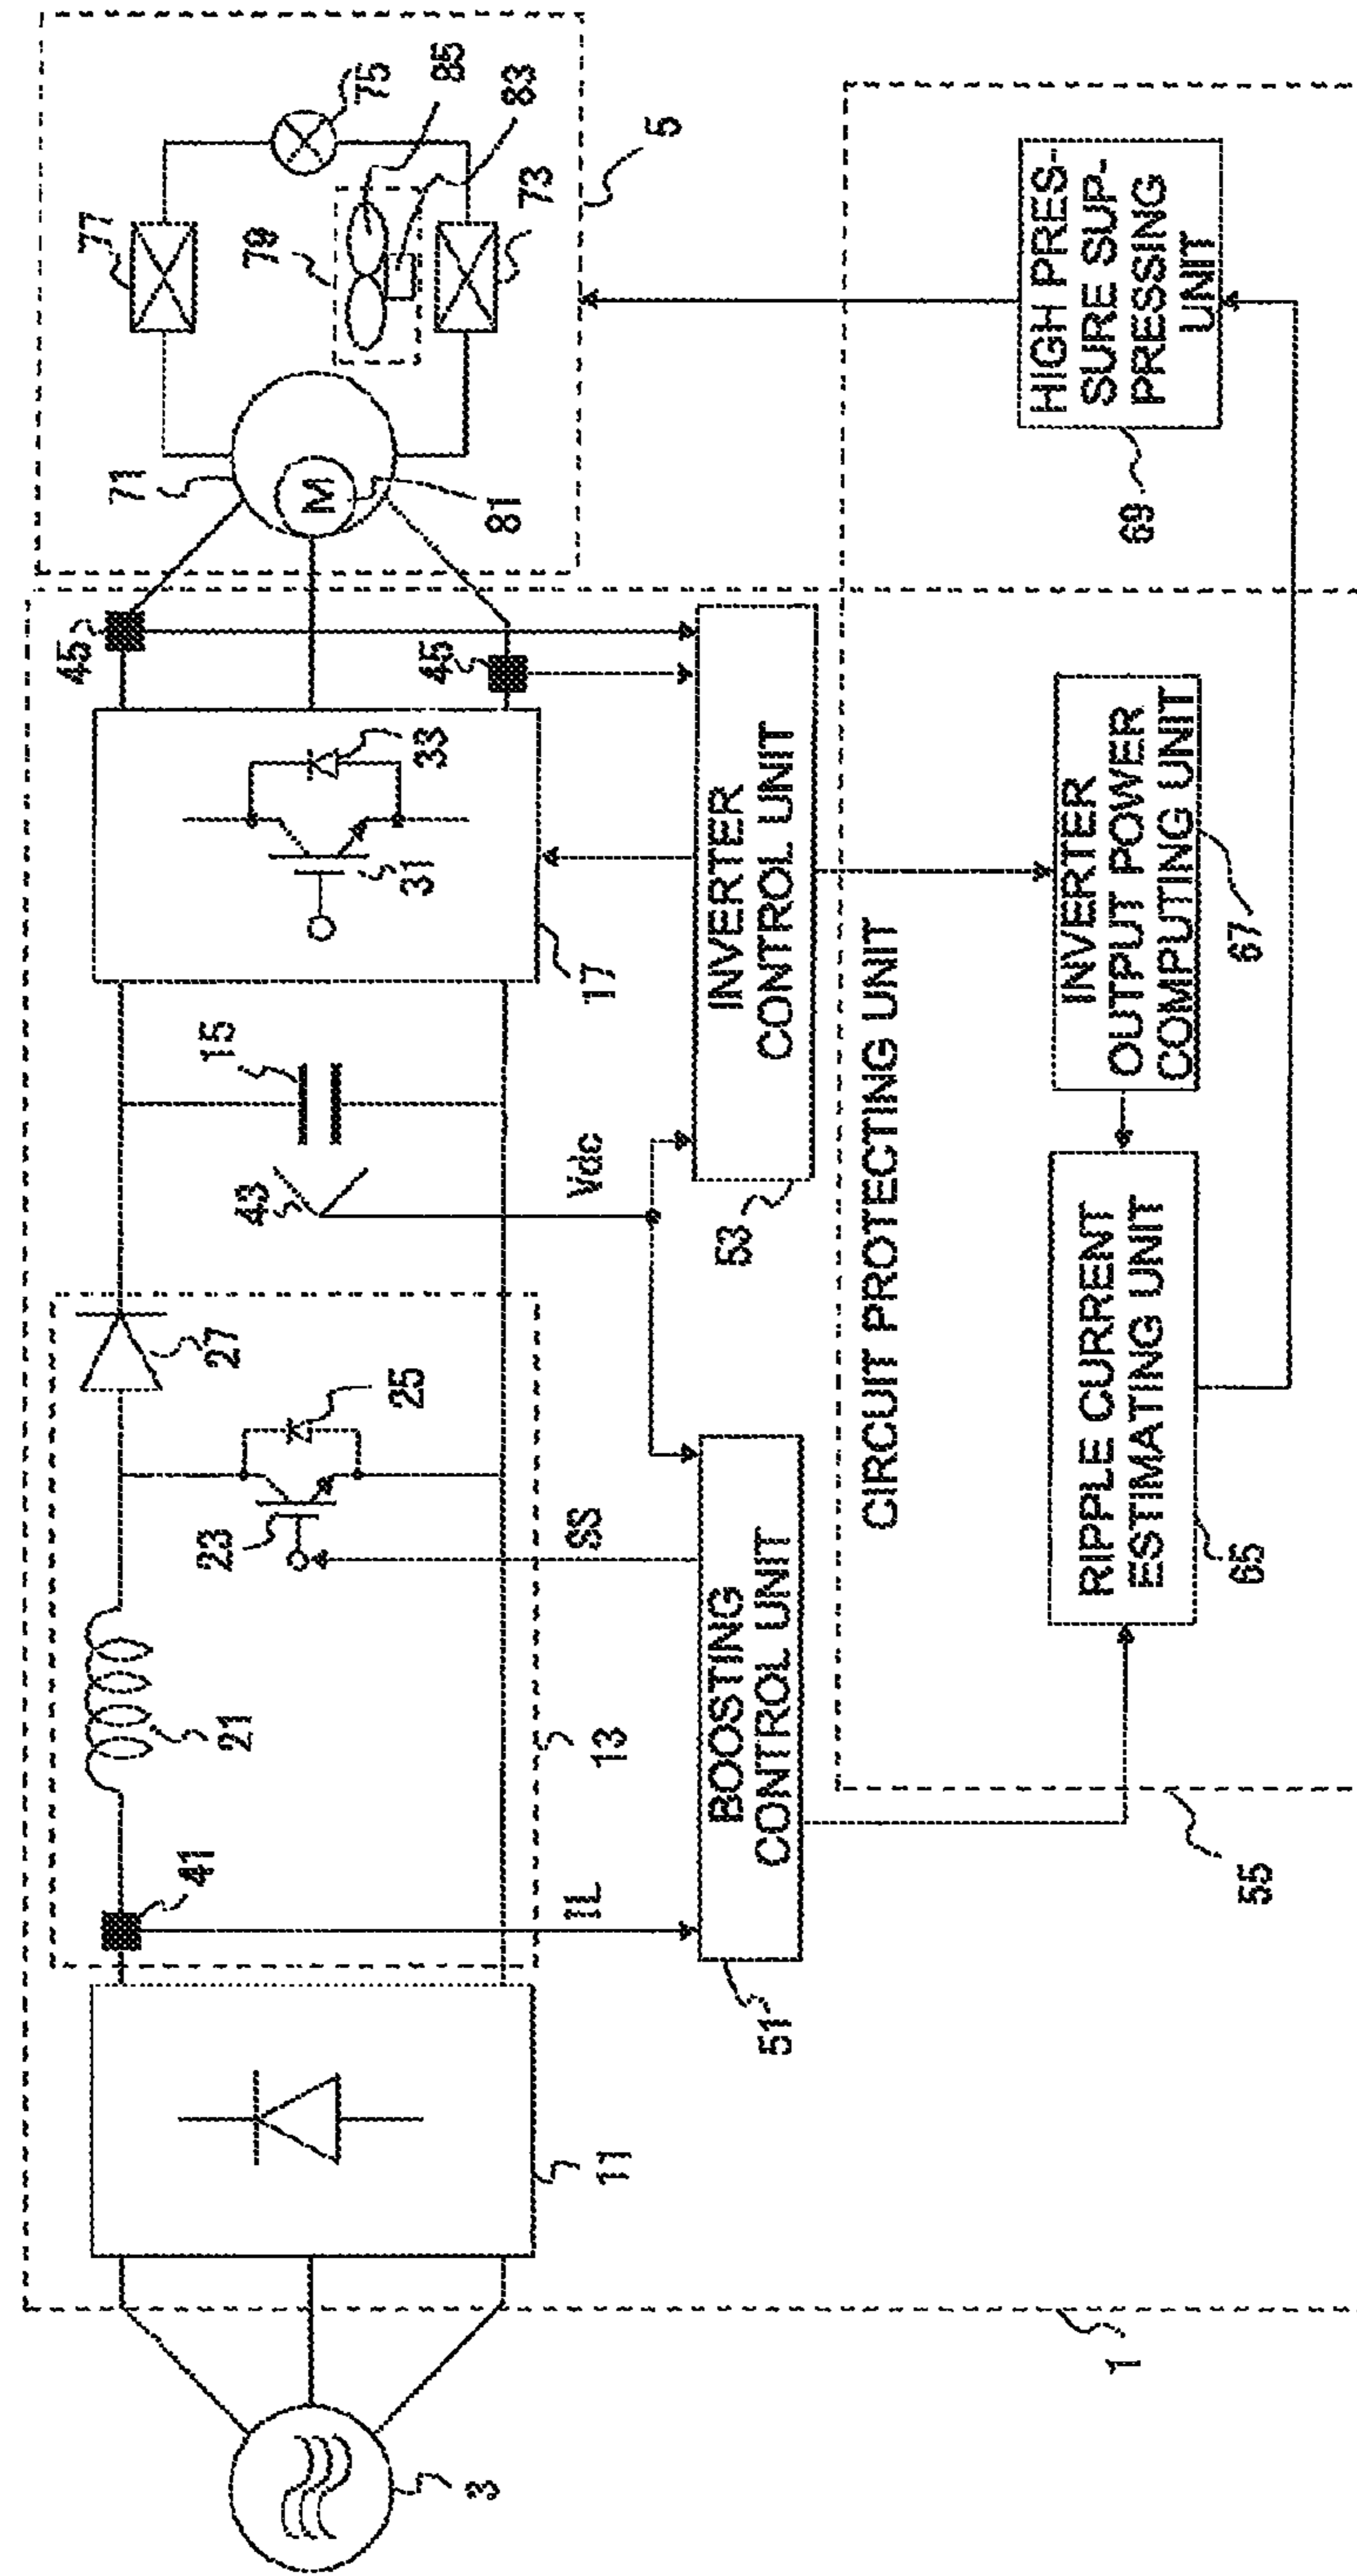 77
75
85
79
83
71
73
M
81
5
45
45
33
31
17
15
43
Vdc
27
25
23
SS
21
13
41
1L
11
3
1
INVERTER
CONTROL UNIT
53
BOOSTING
CONTROL UNIT
51
CIRCUIT PROTECTING UNIT
INVERTER
OUTPUT POWER
COMPUTING UNIT
67
RIPPLE CURRENT
ESTIMATING UNIT
65
HIGH PRES-
SURE SUP-
PRESSING
UNIT
69
55